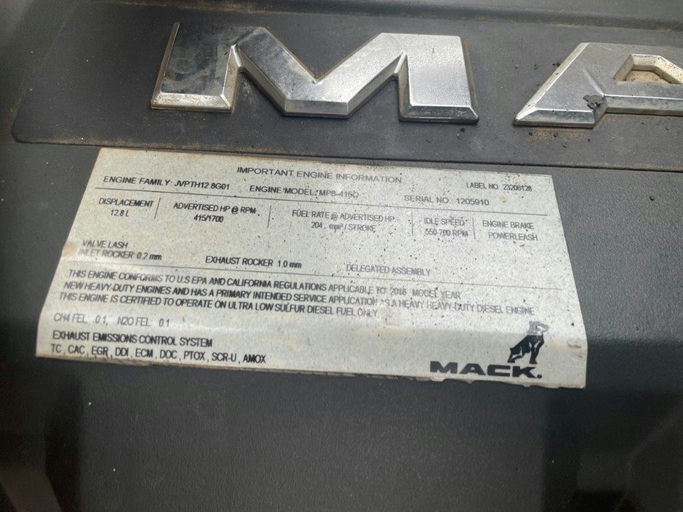 MA
IMPORTANT ENGINE INFORMATION
ENGINE FAMILY: JVPTH12.8G01 ENGINE MODEL: MP8-415C LABEL NO. 23206128
SERIAL NO: 1205910
DISPLACEMENT ADVERTISED HP @ RPM FUEL RATE @ ADVERTISED HP IDLE SPEED ENGINE BRAKE
12.8 L 415/1700 204. mm³/ STROKE 550-700 RPM POWERLEASH
VALVE LASH
INLET ROCKER 0.2 mm EXHAUST ROCKER 1.0 mm DELEGATED ASSEMBLY
THIS ENGINE CONFORMS TO U.S EPA AND CALIFORNIA REGULATIONS APPLICABLE TO 2018 MODEL YEAR
NEW HEAVY-DUTY ENGINES AND HAS A PRIMARY INTENDED SERVICE APPLICATION AS A HEAVY HEAVY-DUTY DIESEL ENGINE
THIS ENGINE IS CERTIFIED TO OPERATE ON ULTRA LOW SULFUR DIESEL FUEL ONLY.
CH4 FEL .0.1, N2O FEL: 0.1
EXHAUST EMISSIONS CONTROL SYSTEM
TC, CAC, EGR, DDI, ECM, DOC, PTOX, SCR-U, AMOX
MACK.